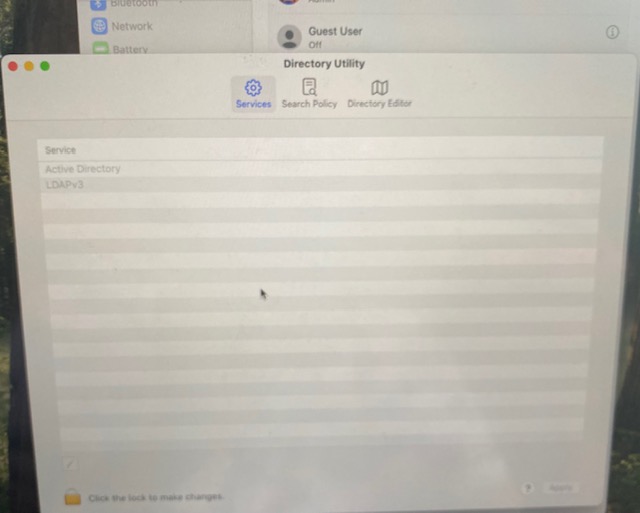 Bluetooth
Network
Battery
Admin
Guest User
Off
Directory Utility
Services
Search Policy
Directory Editor
Service
Active Directory
LDAPv3
Click the lock to make changes.
?
Apply